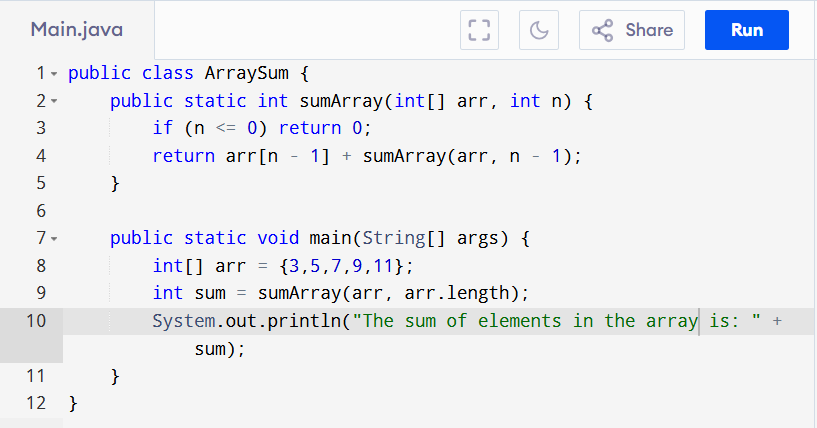 Main.java
Share
Run
1 public class ArraySum {
2     public static int sumArray(int[] arr, int n) {
3         if (n <= 0) return 0;
4         return arr[n - 1] + sumArray(arr, n - 1);
5     }
6
7     public static void main(String[] args) {
8         int[] arr = {3,5,7,9,11};
9         int sum = sumArray(arr, arr.length);
10         System.out.println("The sum of elements in the array is: " +
            sum);
11     }
12 }